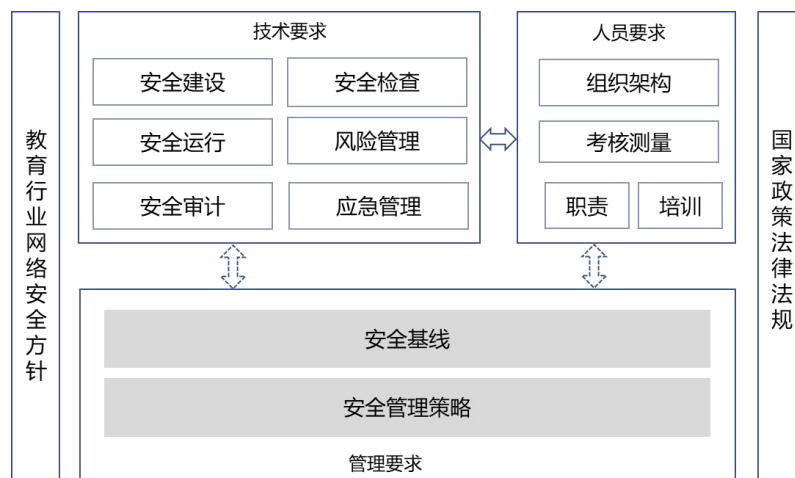 教育行业网络安全方针
技术要求
安全建设
安全检查
安全运行
风险管理
安全审计
应急管理
人员要求
组织架构
考核测量
职责
培训
安全基线
安全管理策略
管理要求
国家政策法律法规